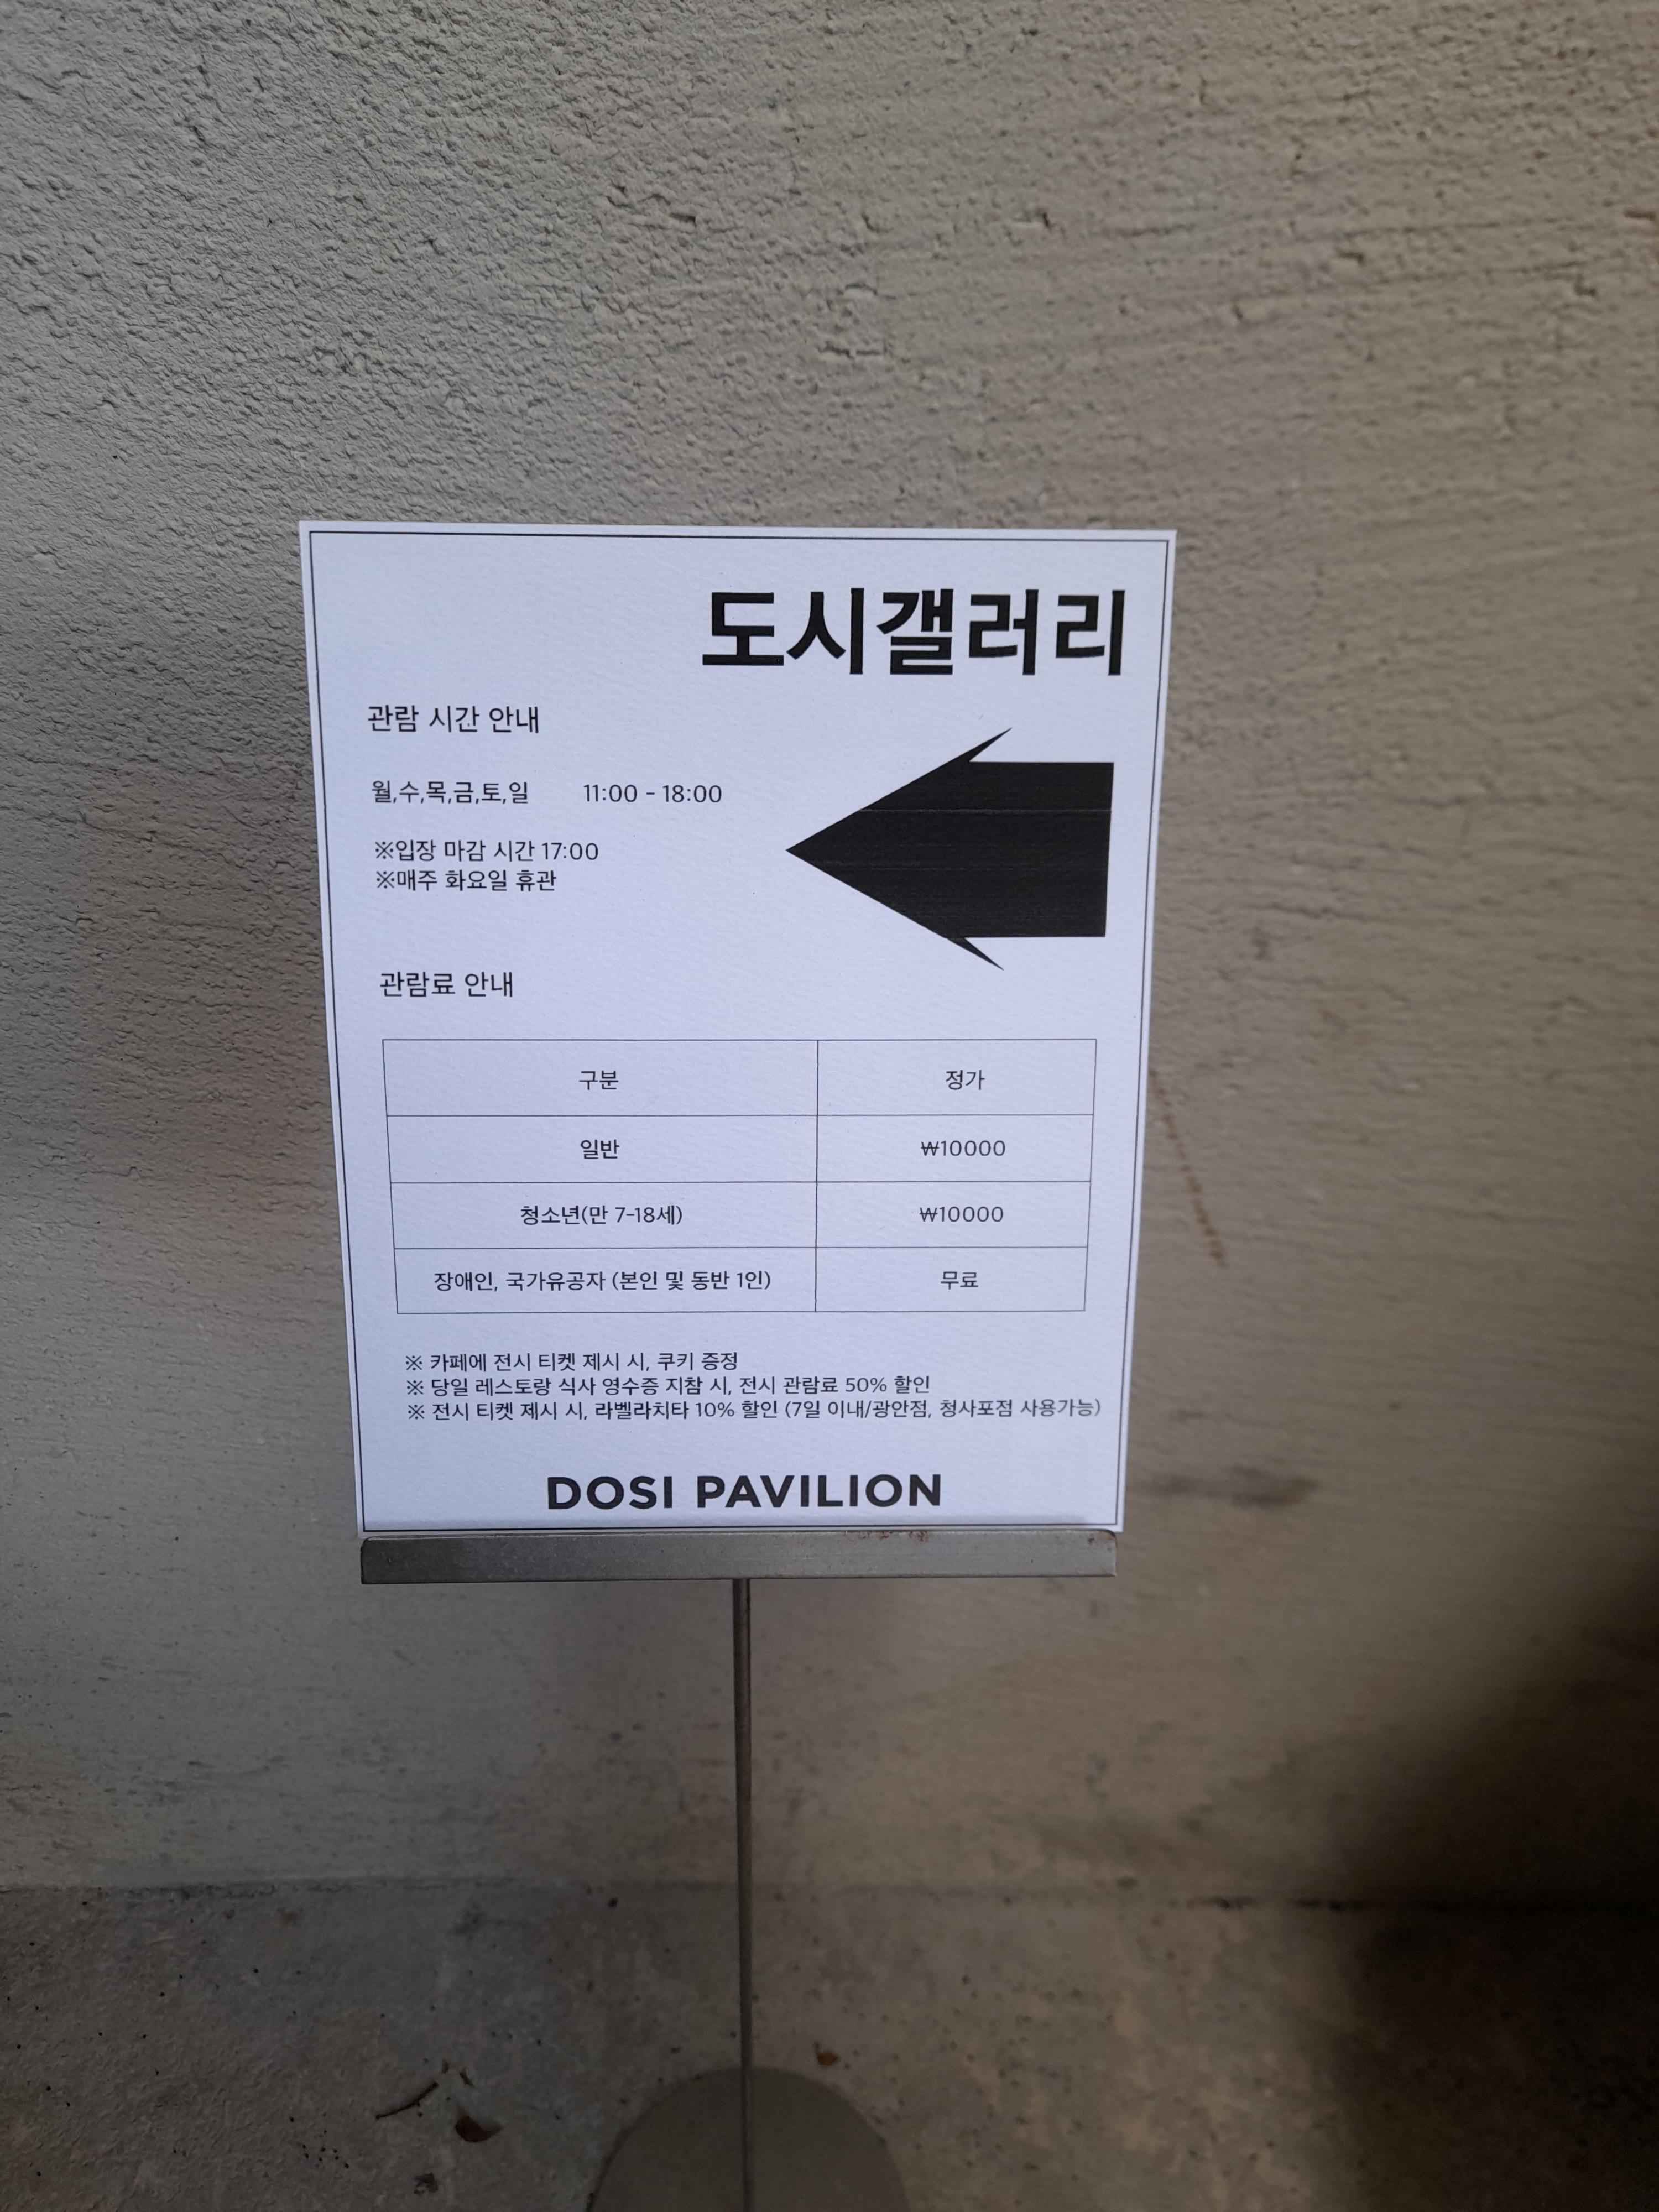 도시갤러리
관람 시간 안내
월,수,목,금,토,일 11:00 - 18:00
※입장 마감 시간 17:00
※매주 화요일 휴관
관람료 안내
구분 정가
일반 ₩10000
청소년(만 7-18세) ₩10000
장애인, 국가유공자 (본인 및 동반 1인) 무료
※ 카페에 전시 티켓 제시 시, 쿠키 증정
※ 당일 레스토랑 식사 영수증 지참 시, 전시 관람료 50% 할인
※ 전시 티켓 제시 시, 라벨라치타 10% 할인 (7일 이내/광안점, 청사포점 사용가능)
DOSI PAVILION